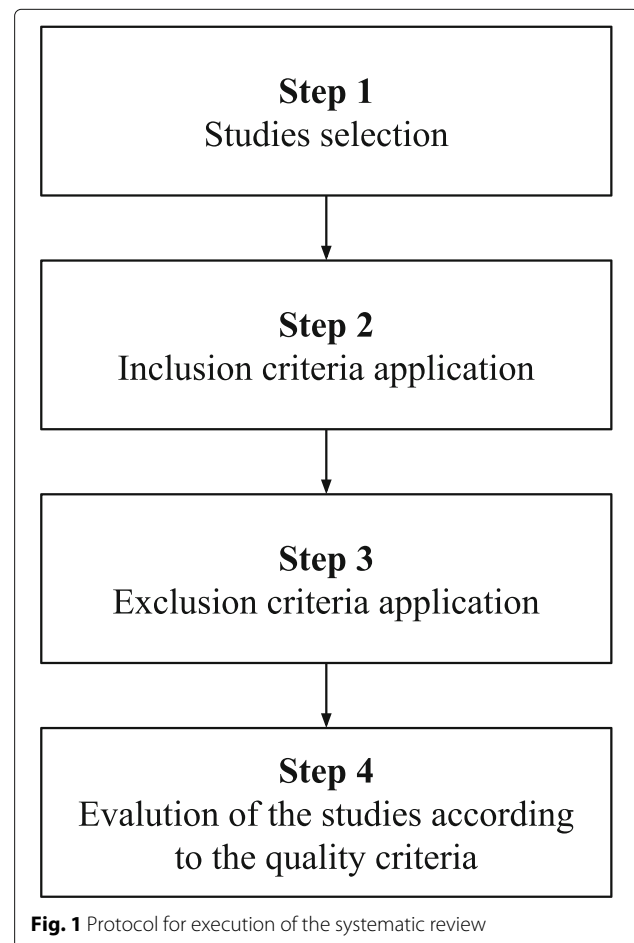 Step 1
Studies selection
Step 2
Inclusion criteria application
Step 3
Exclusion criteria application
Step 4
Evalution of the studies according
to the quality criteria
Fig. 1 Protocol for execution of the systematic review